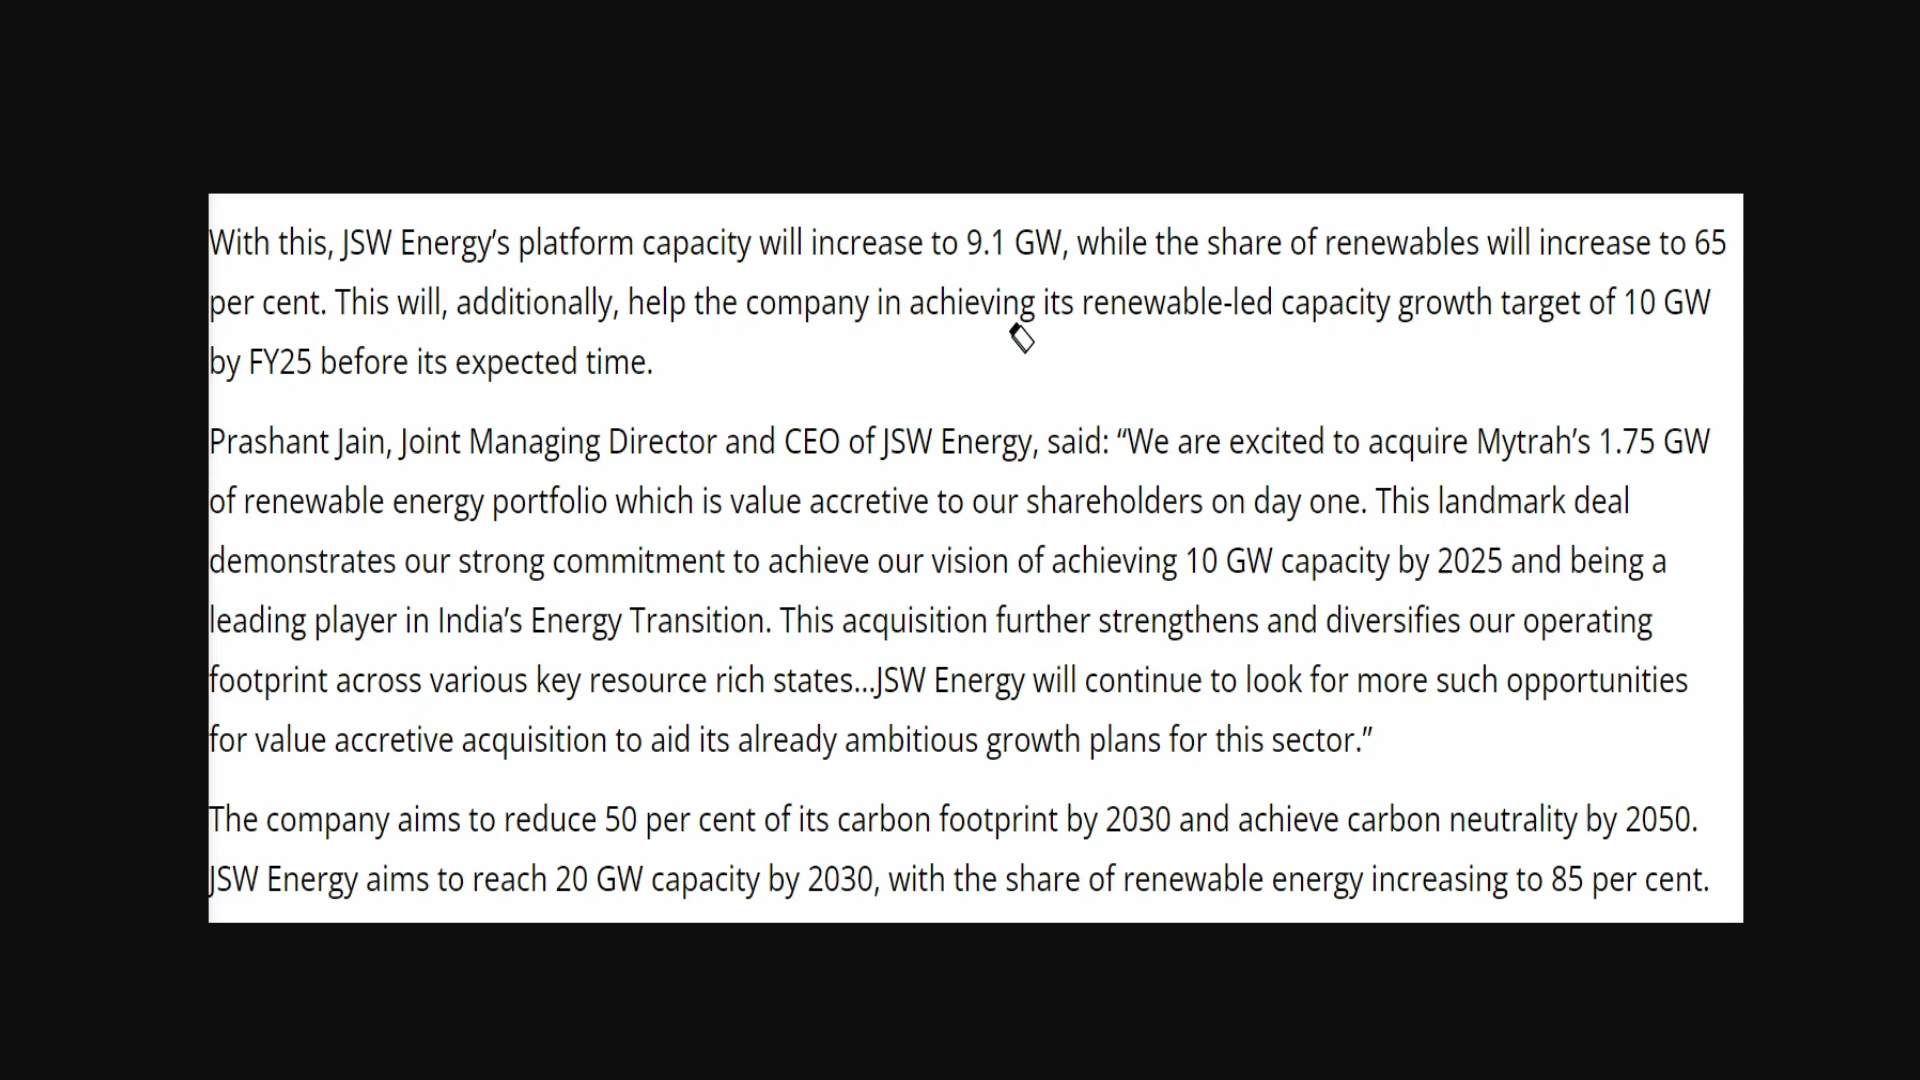 With this, JSW Energy’s platform capacity will increase to 9.1 GW, while the share of renewables will increase to 65
per cent. This will, additionally, help the company in achieving its renewable-led capacity growth target of 10 GW
by FY25 before its expected time.
Prashant Jain, Joint Managing Director and CEO of JSW Energy, said: “We are excited to acquire Mytrah’s 1.75 GW
of renewable energy portfolio which is value accretive to our shareholders on day one. This landmark deal
demonstrates our strong commitment to achieve our vision of achieving 10 GW capacity by 2025 and being a
leading player in India’s Energy Transition. This acquisition further strengthens and diversifies our operating
footprint across various key resource rich states...JSW Energy will continue to look for more such opportunities
for value accretive acquisition to aid its already ambitious growth plans for this sector.”
The company aims to reduce 50 per cent of its carbon footprint by 2030 and achieve carbon neutrality by 2050.
JSW Energy aims to reach 20 GW capacity by 2030, with the share of renewable energy increasing to 85 per cent.